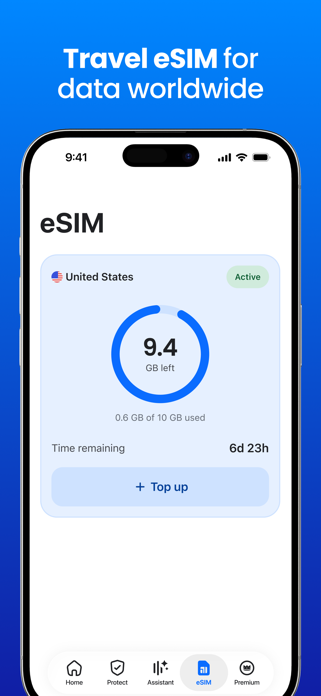 Travel eSIM for
data worldwide
9:41
eSIM
United States
Active
9.4
GB left
0.6 GB of 10 GB used
Time remaining
6d 23h
+ Top up
Home
Protect
Assistant
eSIM
Premium